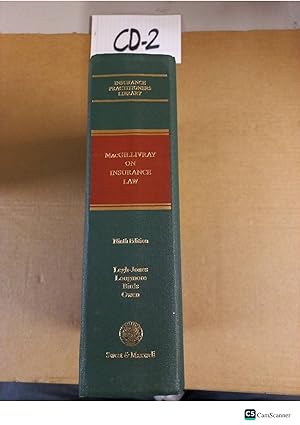 CD-2
INSURANCE
PRACTITIONERS
LIBRARY
MACGILLIVRAY
ON
INSURANCE
LAW
Ninth Edition
Legh-Jones
Longmore
Birds
Owen
Sweet & Maxwell
CS CamScanner